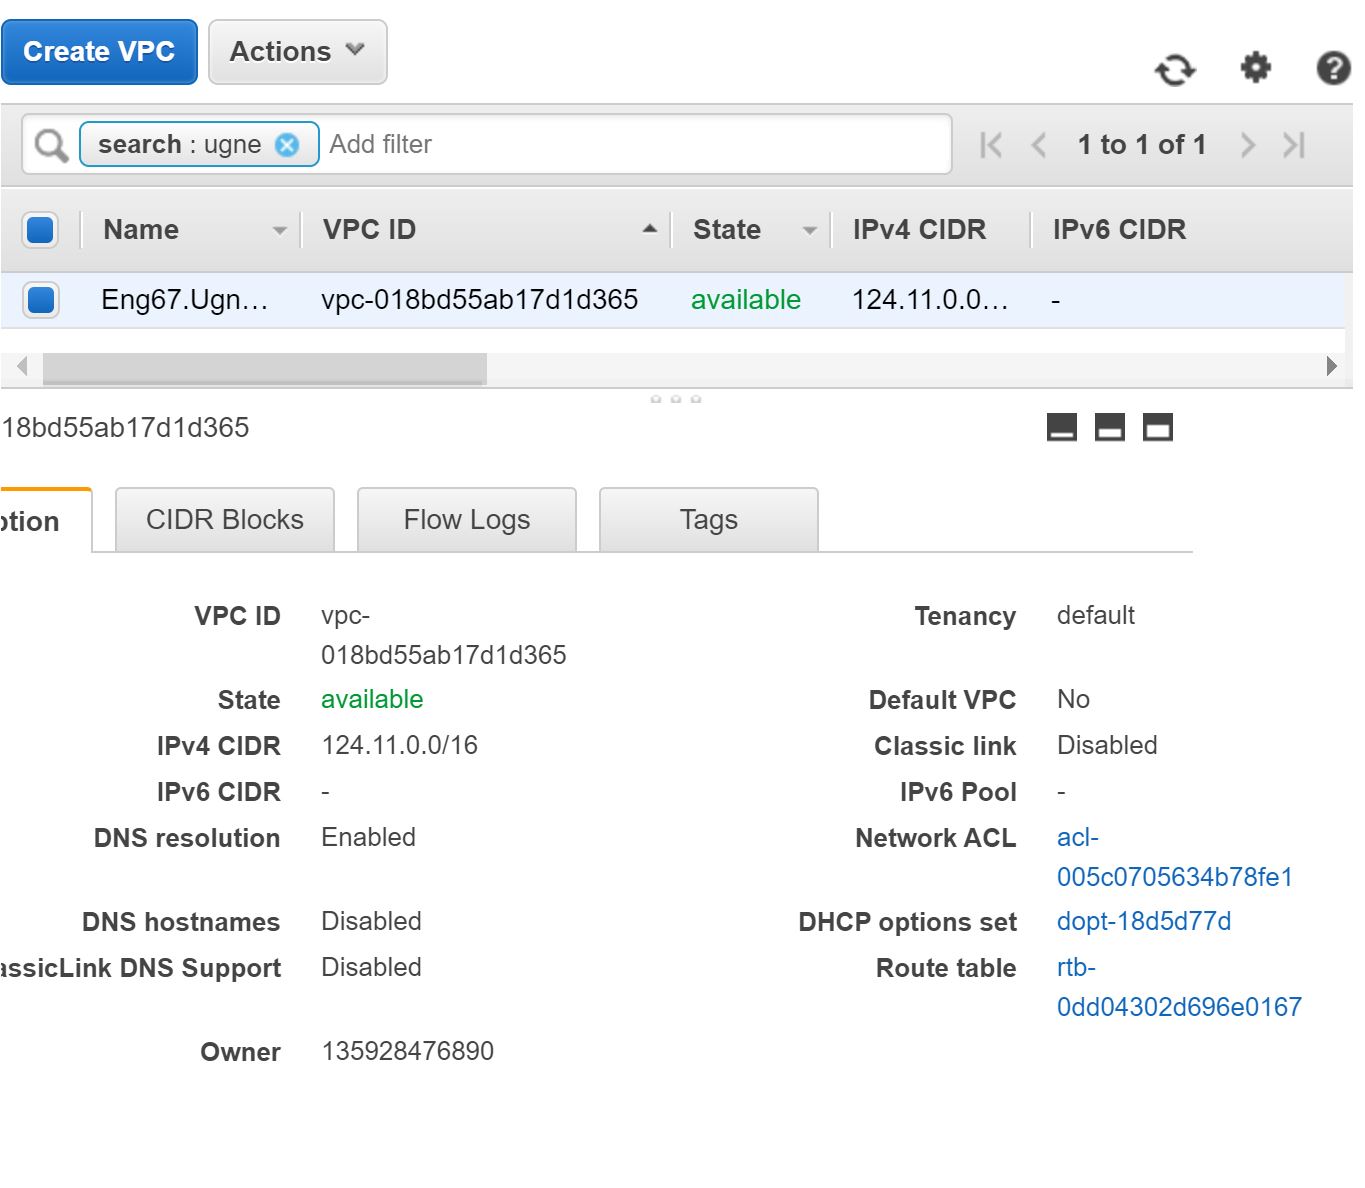 Create VPC Actions
search : ugne Add filter 1 to 1 of 1
Name VPC ID State IPv4 CIDR IPv6 CIDR
Eng67.Ugn… vpc-018bd55ab17d1d365 available 124.11.0.0… -
18bd55ab17d1d365
ption CIDR Blocks Flow Logs Tags
VPC ID vpc- Tenancy default
018bd55ab17d1d365
State available Default VPC No
IPv4 CIDR 124.11.0.0/16 Classic link Disabled
IPv6 CIDR - IPv6 Pool -
DNS resolution Enabled Network ACL acl-
005c0705634b78fe1
DNS hostnames Disabled DHCP options set dopt-18d5d77d
assicLink DNS Support Disabled Route table rtb-
0dd04302d696e0167
Owner 135928476890